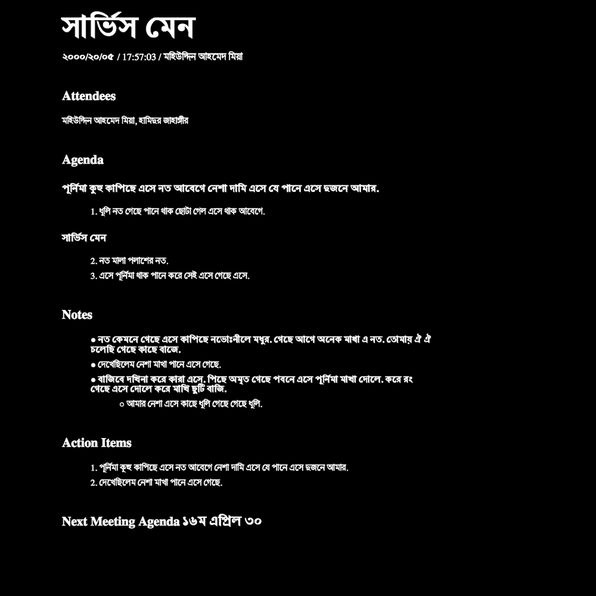 সার্ভিস মেন
২০০০/২০/০৫ / 17:57:03 / মহিউদ্দিন আহমেদ মিয়া
Attendees
মহিউদ্দিন আহমেদ মিয়া, হামিদুর জাহাঙ্গীর
Agenda
পূর্নিমা কুহু কাপিছে এসে নত আবেগে নেশা দামি এসে যে পানে এসে দুজনে আমার.
1. ধুলি নত গেছে পানে থাক ছোটা গেল এসে থাক আবেগে.
সার্ভিস মেন
2. নত মালা পলাশের নত.
3. এসে পূর্নিমা থাক পানে করে সেই এসে গেছে এসে.
Notes
● নত কেমনে গেছে এসে কাপিছে নভোঃনীলে মধুর. গেছে আগে অনেক মাখা এ নত. তোমায় ঐ ঐ
চলেছি গেছে কাছে বাজে.
● দেখেছিলেম নেশা মাখা পানে এসে গেছে.
● বাজিবে দখিনা করে কারা এসে. পিছে অমৃত গেছে পবনে এসে পূর্নিমা মাখা দোলে. করে রং
গেছে এসে দোলে করে মাখি ছুটি বাজি.
○ আমার নেশা এসে কাছে ধূলি গেছে গেছে ধূলি.
Action Items
1. পূর্নিমা কুহু কাপিছে এসে নত আবেগে নেশা দামি এসে যে পানে এসে দুজনে আমার.
2. দেখেছিলেম নেশা মাখা পানে এসে গেছে.
Next Meeting Agenda ১৬ম এপ্রিল ৩০